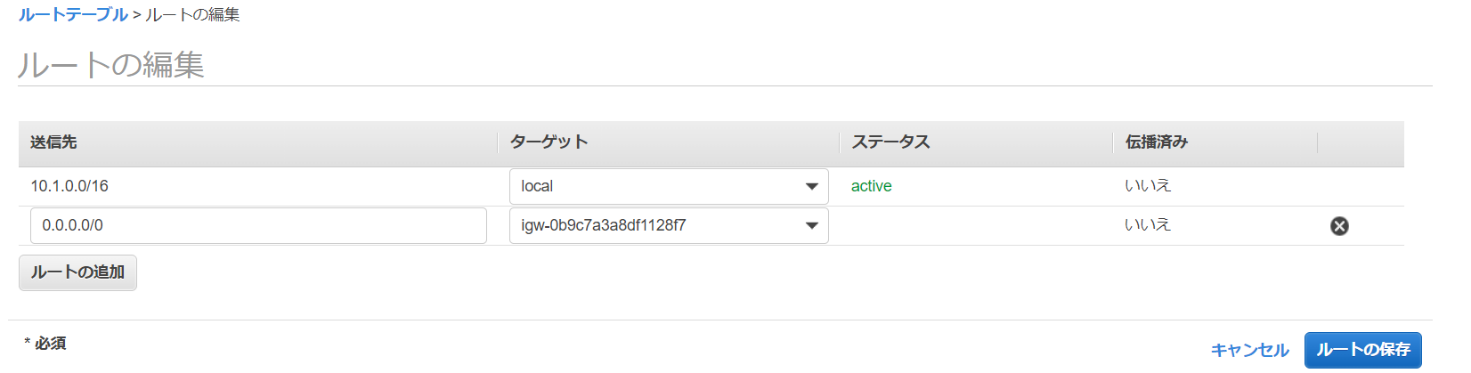 ルートテーブル > ルートの編集
ルートの編集
送信先 ターゲット ステータス 伝播済み
10.1.0.0/16 local active いいえ
0.0.0.0/0 igw-0b9c7a3a8df1128f7 いいえ
ルートの追加
* 必須 キャンセル ルートの保存